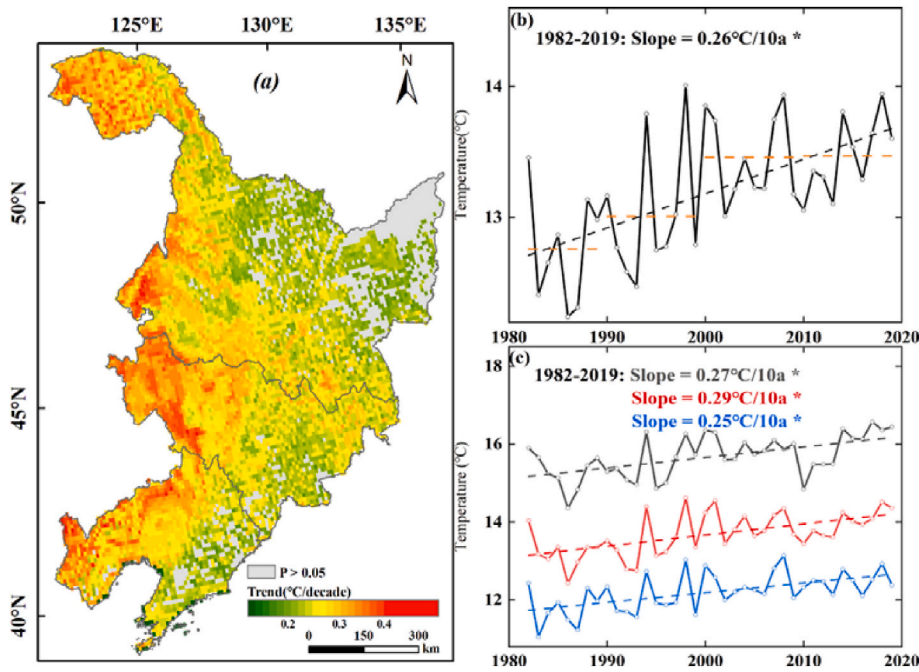 125°E 130°E 135°E
(a)
N
50°N
45°N
40°N
P > 0.05
Trend(°C/decade)
0.2 0.3 0.4
0 150 300
km
(b)
1982-2019: Slope = 0.26°C/10a *
Temperature(°C)
14
13
1980 1990 2000 2010 2020
(c)
1982-2019: Slope = 0.27°C/10a *
Slope = 0.29°C/10a *
Slope = 0.25°C/10a *
Temperature (°C)
18
16
14
12
1980 1990 2000 2010 2020